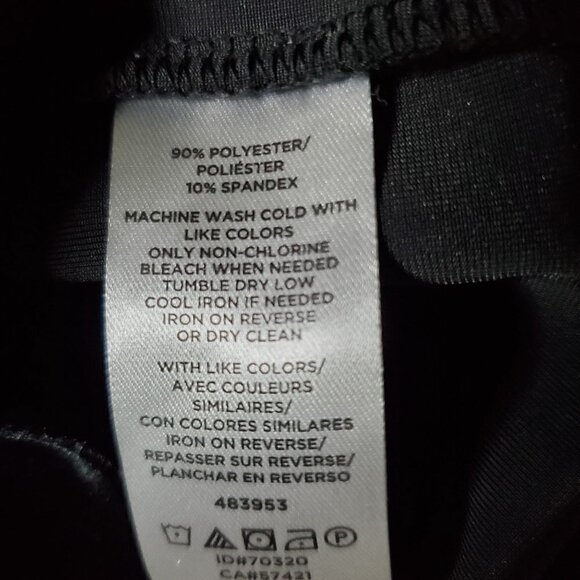 90% POLYESTER/
POLIÉSTER
10% SPANDEX
MACHINE WASH COLD WITH
LIKE COLORS
ONLY NON-CHLORINE
BLEACH WHEN NEEDED
TUMBLE DRY LOW
COOL IRON IF NEEDED
IRON ON REVERSE
OR DRY CLEAN
WITH LIKE COLORS/
AVEC COULEURS
SIMILAIRES/
CON COLORES SIMILARES
IRON ON REVERSE/
REPASSER SUR REVERSE/
PLANCHAR EN REVERSO
483953
P
ID#70320
CA#57421